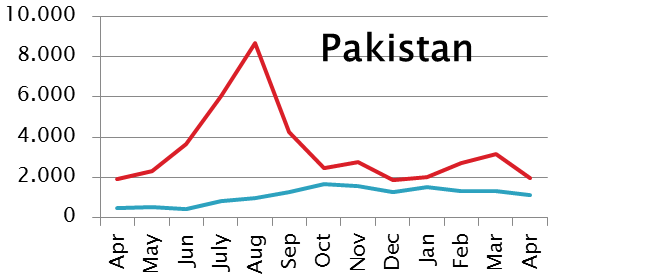 Pakistan
10.000
8.000
6.000
4.000
2.000
0
Apr
May
Jun
July
Aug
Sep
Oct
Nov
Dec
Jan
Feb
Mar
Apr